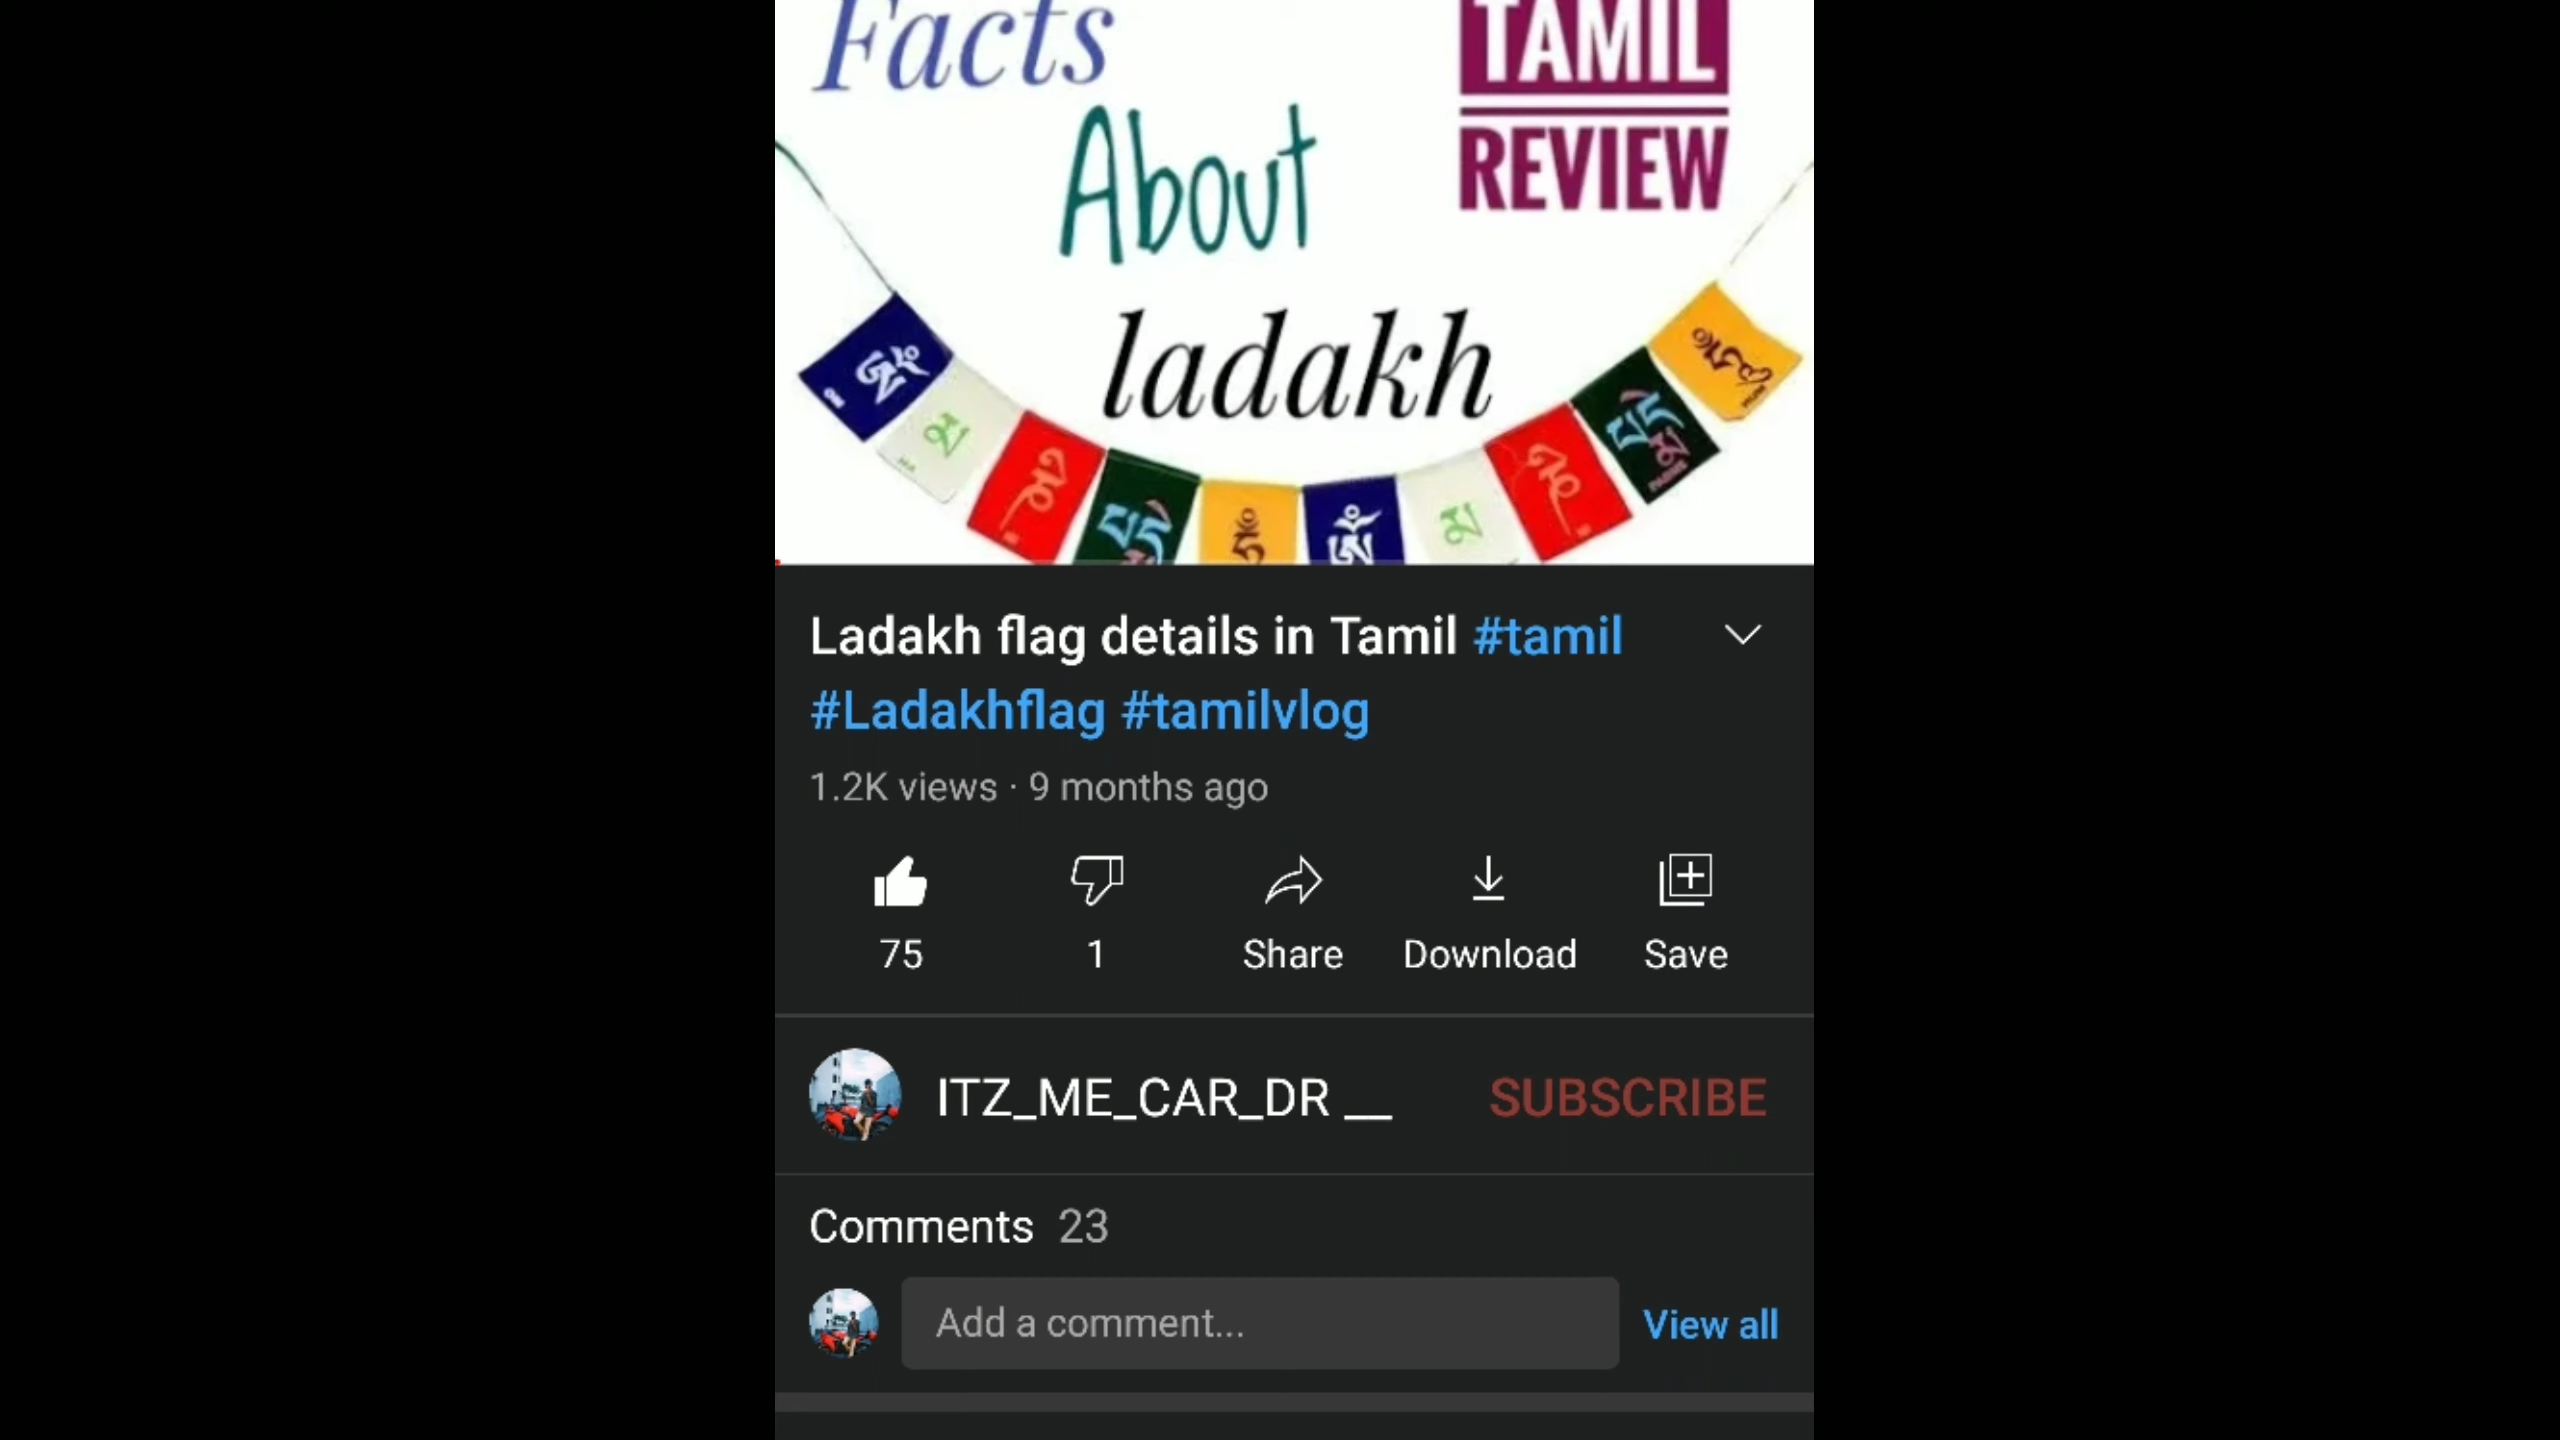 Facts
TAMIL
REVIEW
About
ladakh
Ladakh flag details in Tamil #tamil
#Ladakhflag #tamilvlog
1.2K views · 9 months ago
75
1
Share
Download
Save
ITZ_ME_CAR_DR __
SUBSCRIBE
Comments 23
Add a comment...
View all